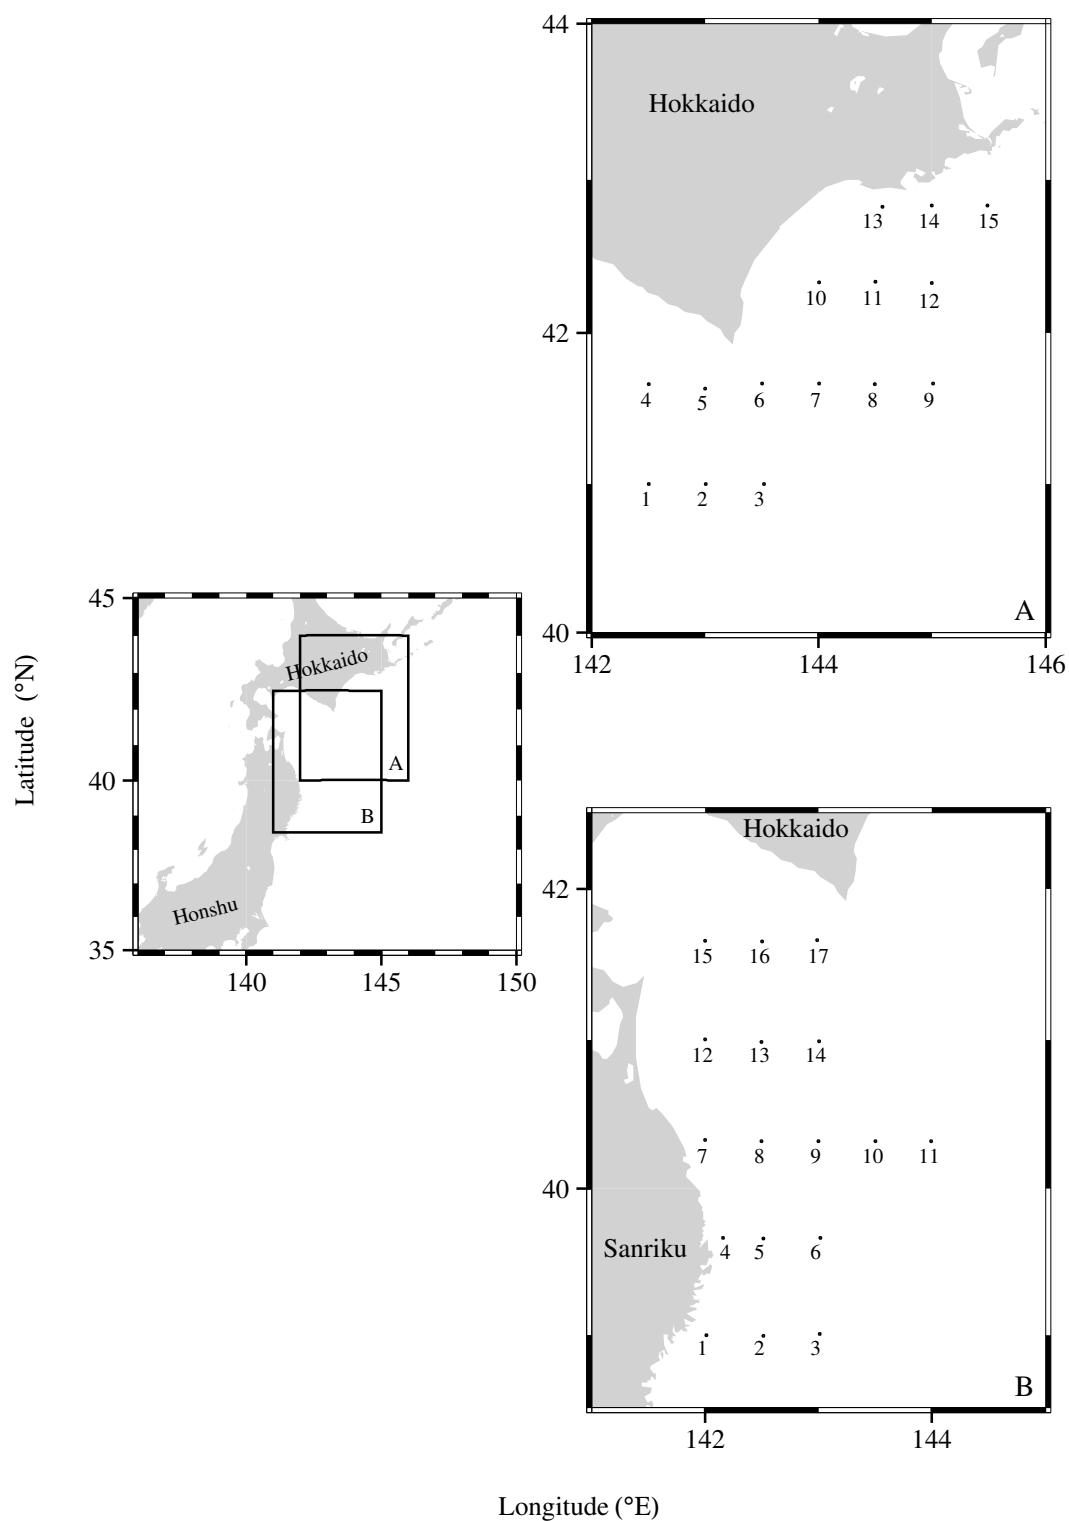 44
Hokkaido
13 14 15
10 11 12
42
4 5 6 7 8 9
1 2 3
A
40
142 144 146
Latitude (°N)
45
Hokkaido
A
40
B
Honshu
35
140 145 150
Hokkaido
42
15 16 17
12 13 14
7 8 9 10 11
40
Sanriku
4 5 6
1 2 3
B
142 144
Longitude (°E)